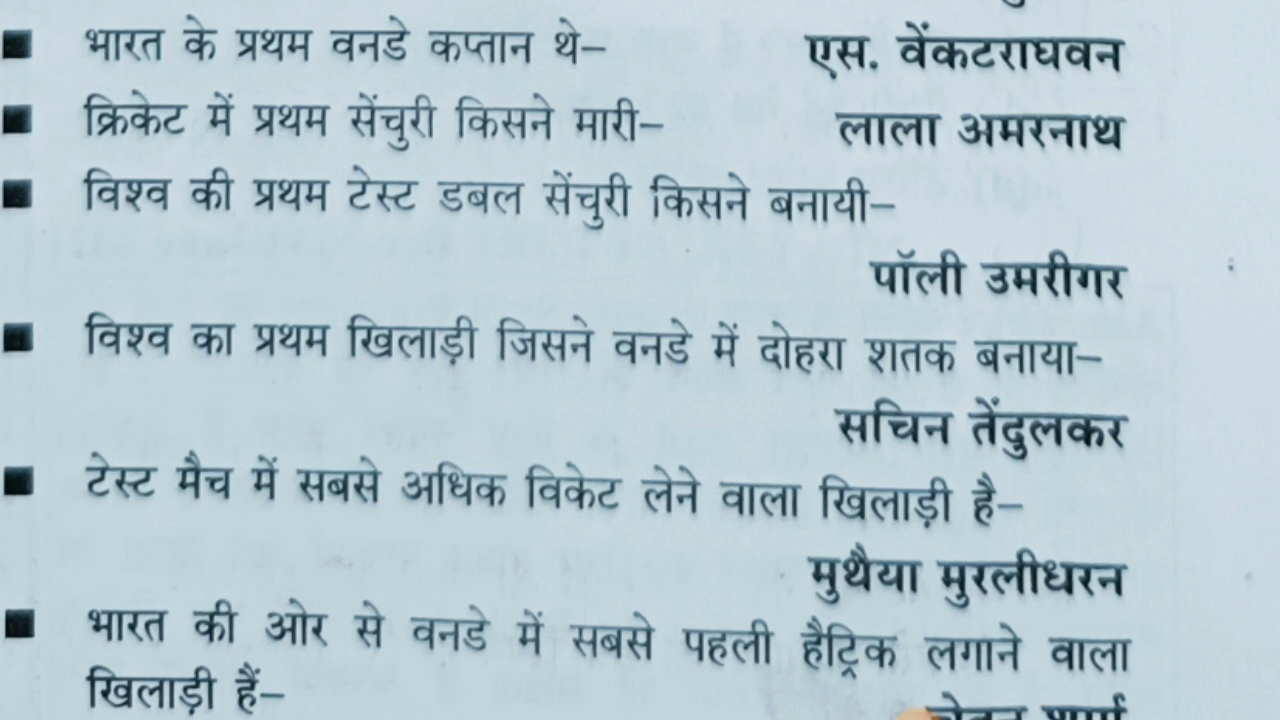 ■ भारत के प्रथम वनडे कप्तान थे– एस. वेंकटराघवन
■ क्रिकेट में प्रथम सेंचुरी किसने मारी– लाला अमरनाथ
■ विश्व की प्रथम टेस्ट डबल सेंचुरी किसने बनायी–
पॉली उमरीगर
■ विश्व का प्रथम खिलाड़ी जिसने वनडे में दोहरा शतक बनाया–
सचिन तेंदुलकर
■ टेस्ट मैच में सबसे अधिक विकेट लेने वाला खिलाड़ी है–
मुथैया मुरलीधरन
■ भारत की ओर से वनडे में सबसे पहली हैट्रिक लगाने वाला
खिलाड़ी हैं–